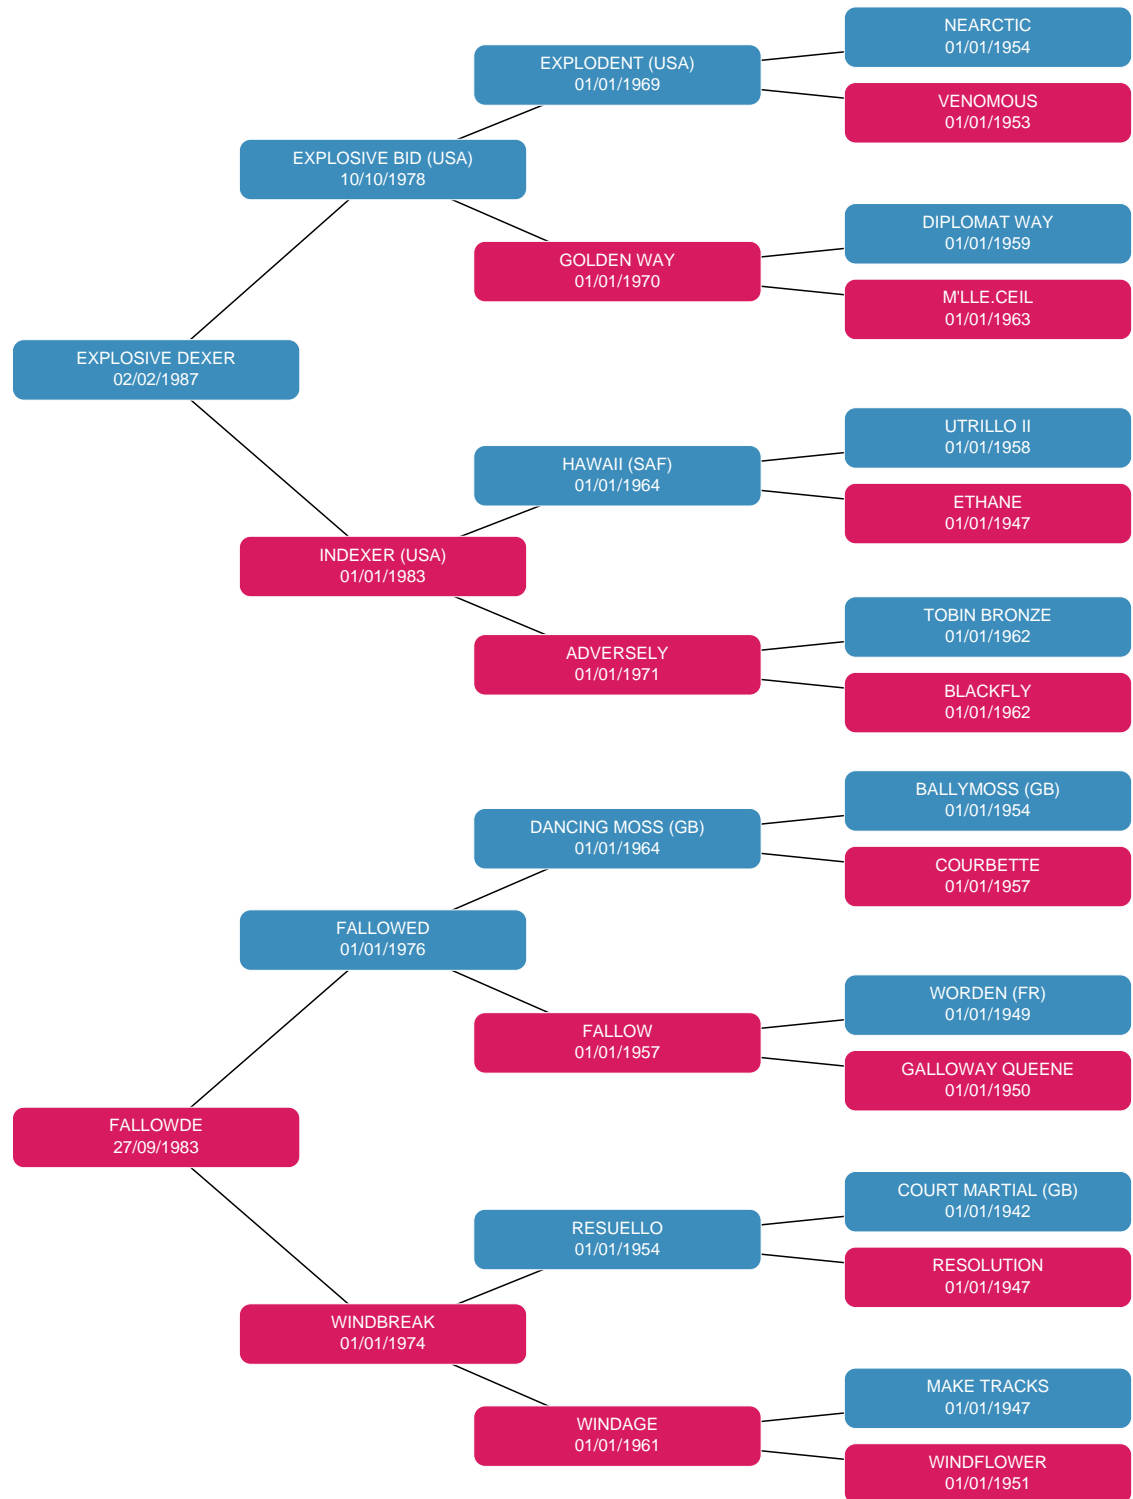 NEARCTIC
01/01/1954
EXPLODENT (USA)
01/01/1969
VENOMOUS
01/01/1953
EXPLOSIVE BID (USA)
10/10/1978
DIPLOMAT WAY
01/01/1959
GOLDEN WAY
01/01/1970
M'LLE.CEIL
01/01/1963
EXPLOSIVE DEXER
02/02/1987
UTRILLO II
01/01/1958
HAWAII (SAF)
01/01/1964
ETHANE
01/01/1947
INDEXER (USA)
01/01/1983
TOBIN BRONZE
01/01/1962
ADVERSELY
01/01/1971
BLACKFLY
01/01/1962
BALLYMOSS (GB)
01/01/1954
DANCING MOSS (GB)
01/01/1964
COURBETTE
01/01/1957
FALLOWED
01/01/1976
WORDEN (FR)
01/01/1949
FALLOW
01/01/1957
GALLOWAY QUEENE
01/01/1950
FALLOWDE
27/09/1983
COURT MARTIAL (GB)
01/01/1942
RESUELLO
01/01/1954
RESOLUTION
01/01/1947
WINDBREAK
01/01/1974
MAKE TRACKS
01/01/1947
WINDAGE
01/01/1961
WINDFLOWER
01/01/1951